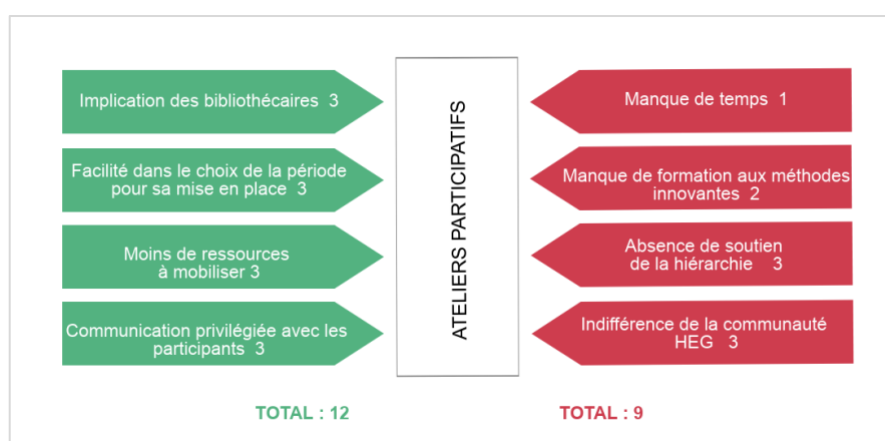 Implication des bibliothécaires 3
Facilité dans le choix de la période
pour sa mise en place 3
Moins de ressources
à mobiliser 3
Communication privilégiée avec les
participants 3
ATELIERS PARTICIPATIFS
Manque de temps 1
Manque de formation aux méthodes
innovantes 2
Absence de soutien
de la hiérarchie 3
Indifférence de la communauté
HEG 3
TOTAL : 12
TOTAL : 9